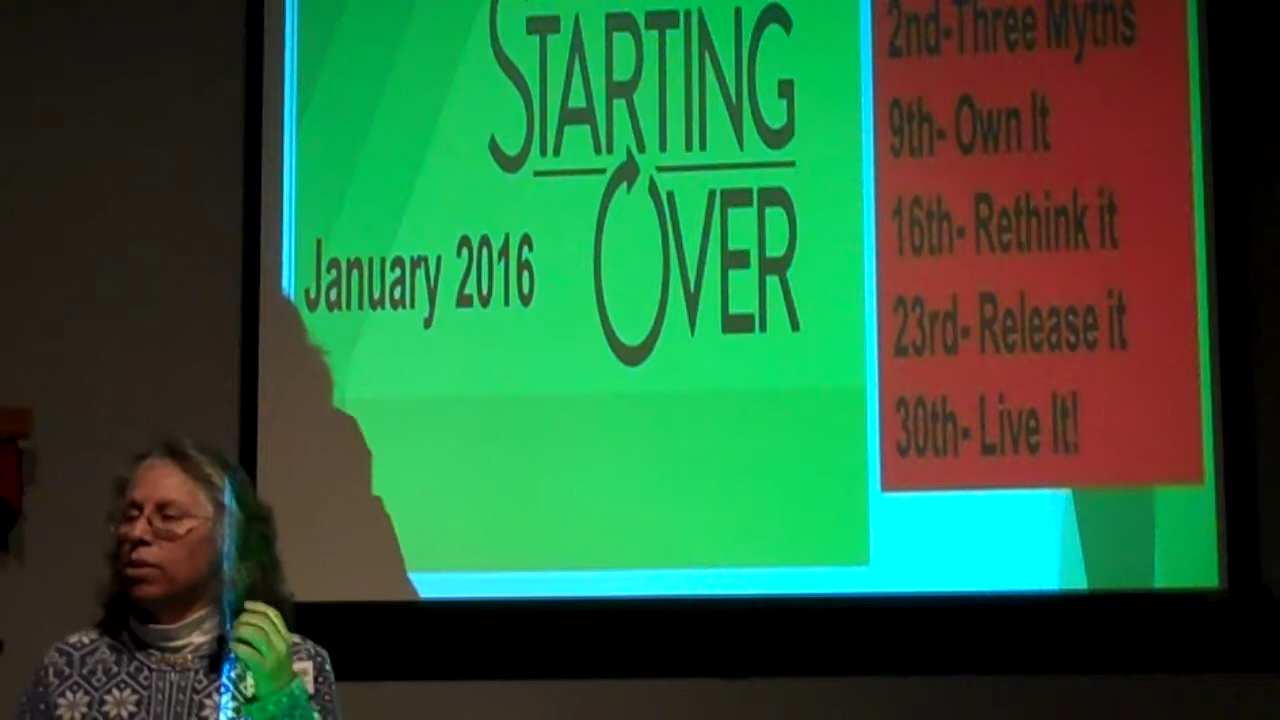 STARTING
OVER
January 2016
2nd-Three Myths
9th- Own It
16th- Rethink it
23rd- Release it
30th- Live It!